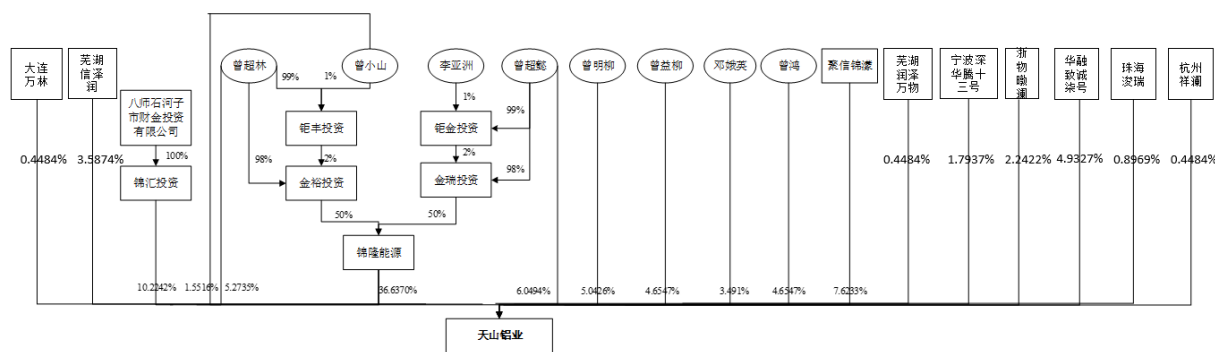 大连
万林
芜湖
信泽
润
八师石河子
市财金投资
有限公司
100%
锦汇投资
曾超林
99%
1%
曾小山
钜丰投资
98%
2%
金裕投资
50%
李亚洲
曾超懿
1%
99%
钜金投资
2%
98%
金瑞投资
50%
锦隆能源
曾明柳
曾益柳
邓娥英
曾鸿
聚信锦濛
芜湖
润泽
万物
宁波深
华腾十
三号
浙
物
暾
澜
华融
致诚
柒号
珠海
浚瑞
杭州
祥澜
0.4484%
3.5874%
0.4484%
1.7937%
2.2422%
4.9327%
0.8969%
0.4484%
10.2242%
1.5516%
5.2735%
36.6370%
6.0494%
5.0426%
4.6547%
3.491%
4.6547%
7.6233%
天山铝业